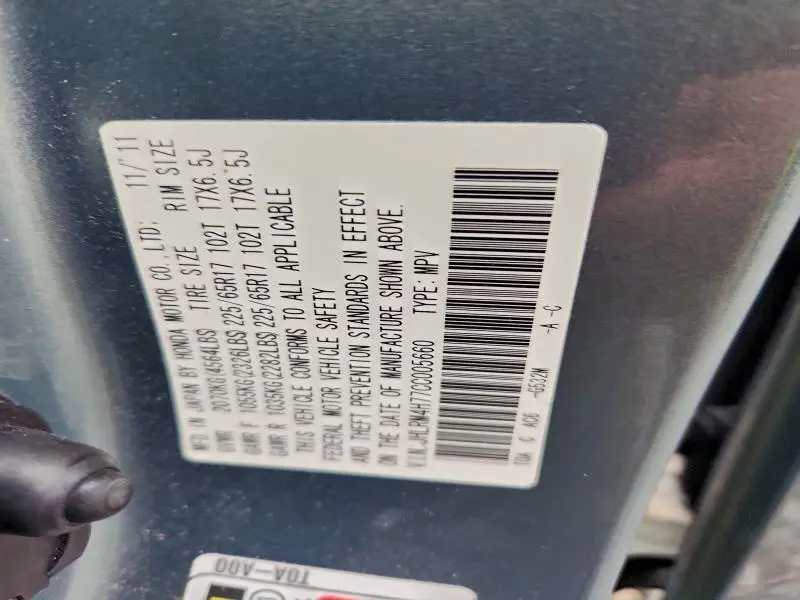 MFD. IN JAPAN BY HONDA MOTOR CO., LTD: 11/'11
GVWR 2070KG(4564LBS) TIRE SIZE RIM SIZE
GAWR F 1055KG(2326LBS) 225/65R17 102T 17X6.5J
GAWR R 1035KG(2282LBS) 225/65R17 102T 17X6.5J
THIS VEHICLE CONFORMS TO ALL APPLICABLE
FEDERAL MOTOR VEHICLE SAFETY
AND THEFT PREVENTION STANDARDS IN EFFECT
ON THE DATE OF MANUFACTURE SHOWN ABOVE.
V.I.N.JHLRM4H77CC005660 TYPE: MPV
T0A C AC6 -G532M -A -C
T0A-A00